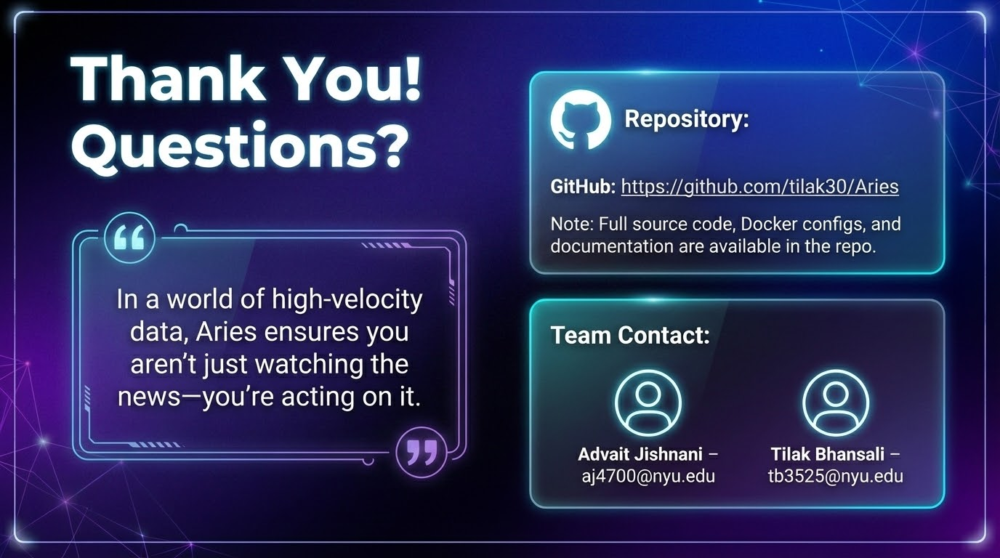 Thank You!
Questions?
“
In a world of high-velocity
data, Aries ensures you
aren’t just watching the
news—you’re acting on it.
”
Repository:
GitHub: https://github.com/tilak30/Aries
Note: Full source code, Docker configs, and
documentation are available in the repo.
Team Contact:
Advait Jishnani –
aj4700@nyu.edu
Tilak Bhansali –
tb3525@nyu.edu